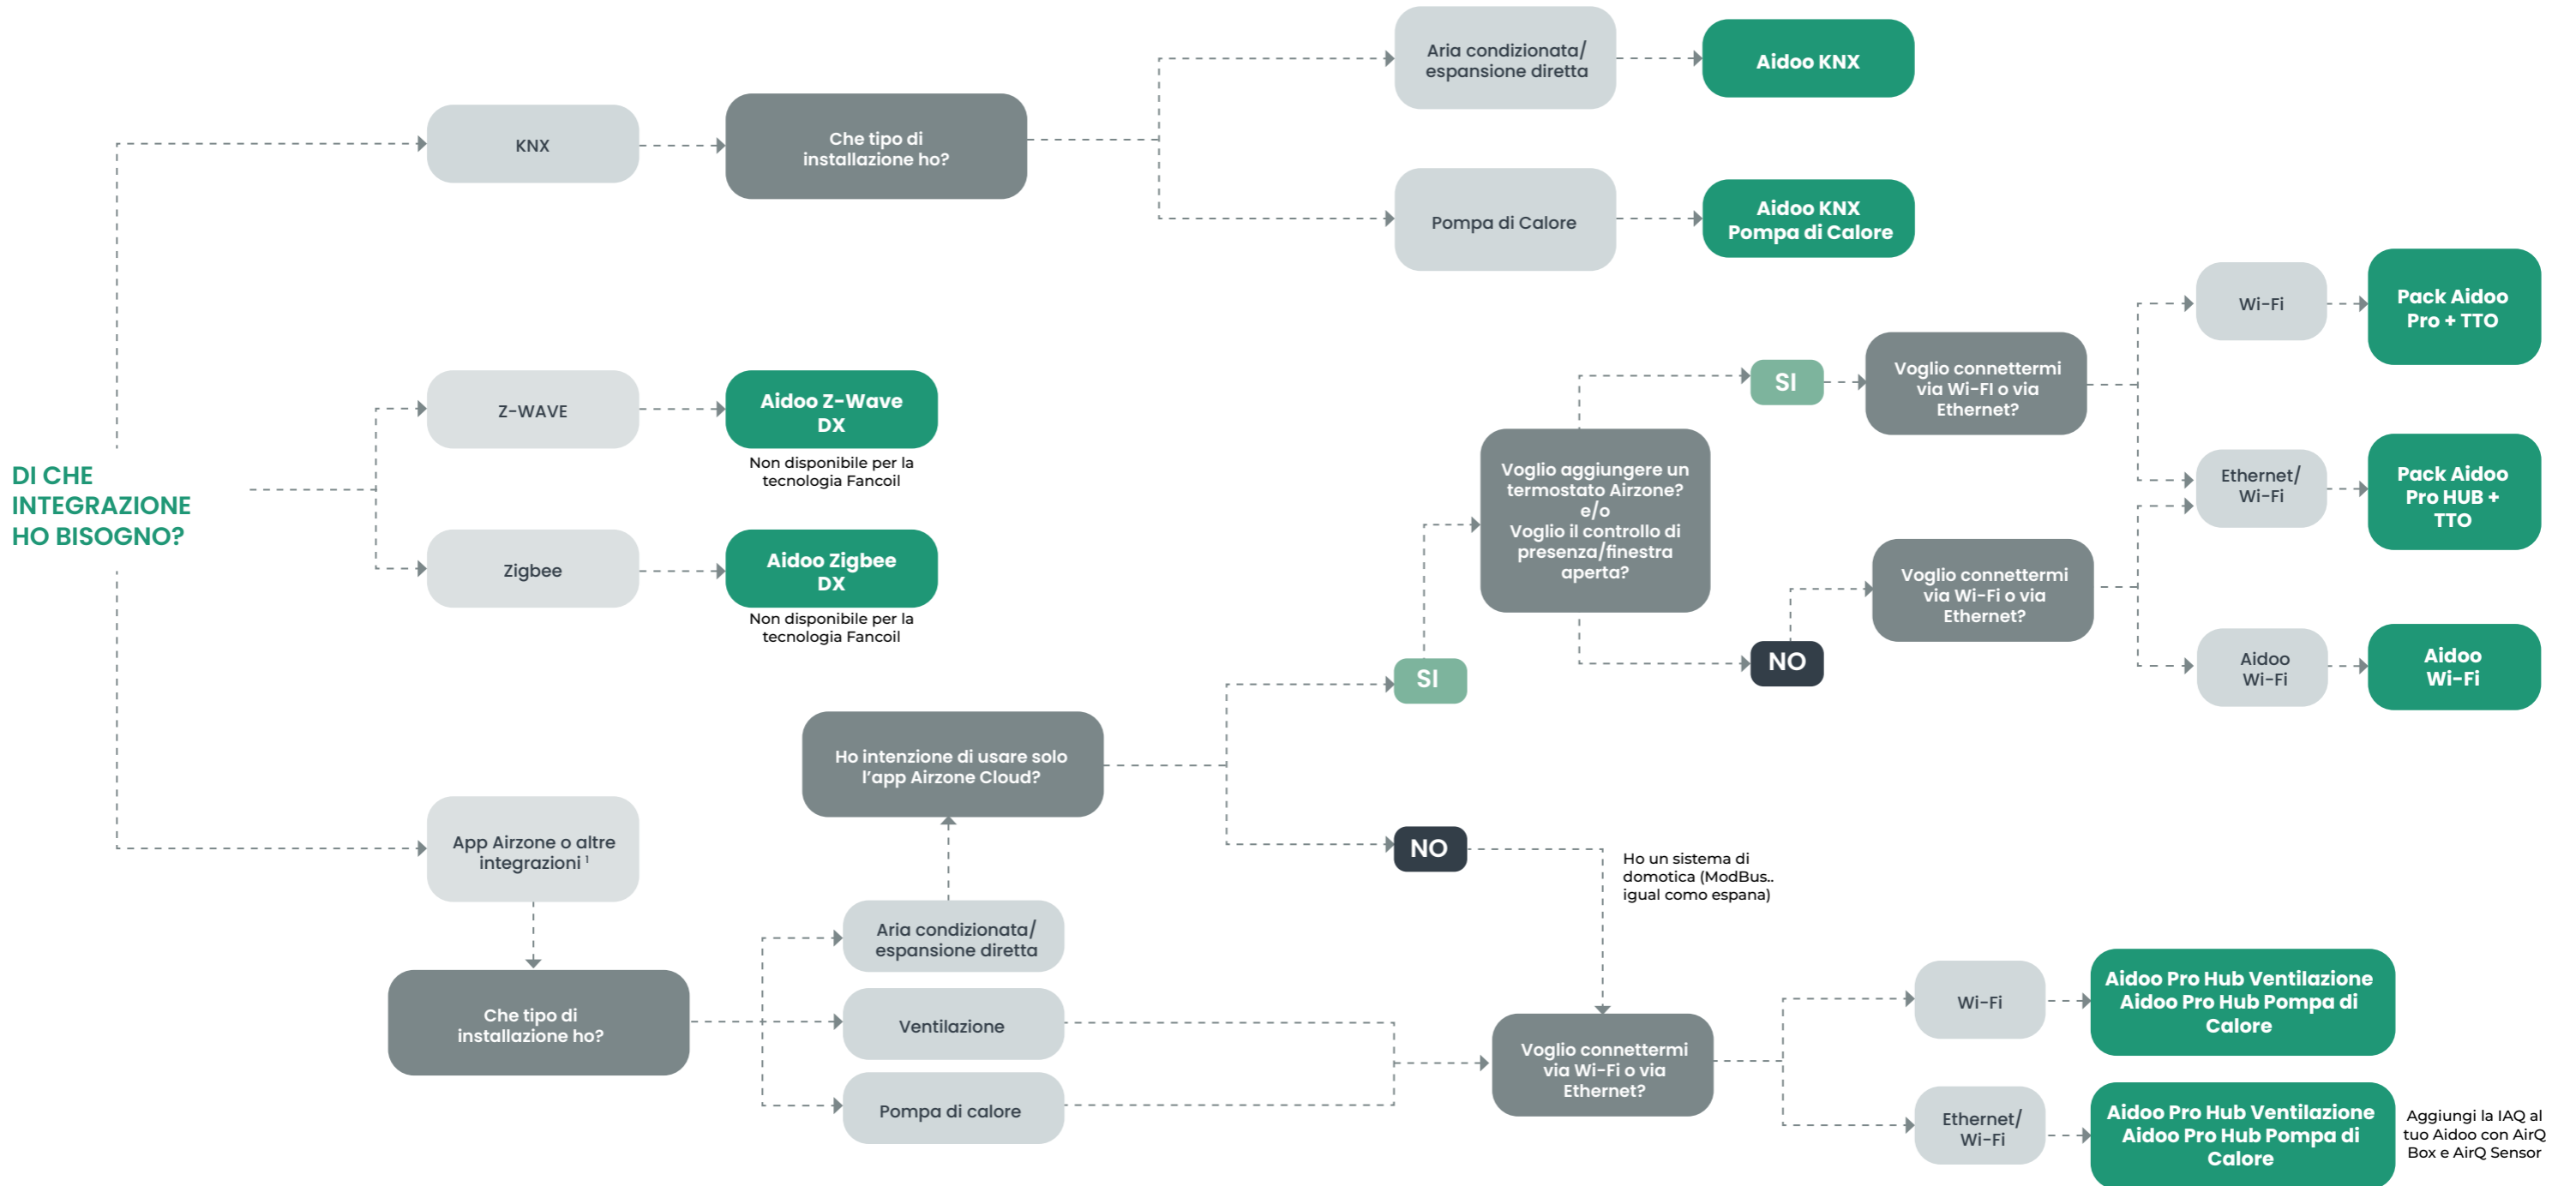 DI CHE
INTEGRAZIONE
HO BISOGNO?
KNX
Che tipo di
installazione ho?
Aria condizionata/
espansione diretta
Aidoo KNX
Pompa di Calore
Aidoo KNX
Pompa di Calore
Z-WAVE
Aidoo Z-Wave
DX
Non disponibile per la
tecnologia Fancoil
Zigbee
Aidoo Zigbee
DX
Non disponibile per la
tecnologia Fancoil
App Airzone o altre
integrazioni ¹
Che tipo di
installazione ho?
Aria condizionata/
espansione diretta
Ventilazione
Pompa di calore
Ho intenzione di usare solo
l’app Airzone Cloud?
SI
Voglio aggiungere un
termostato Airzone?
e/o
Voglio il controllo di
presenza/finestra
aperta?
SI
Voglio connettermi
via Wi-FI o via
Ethernet?
Wi-Fi
Pack Aidoo
Pro + TTO
Ethernet/
Wi-Fi
Pack Aidoo
Pro HUB +
TTO
NO
Voglio connettermi
via Wi-Fi o via
Ethernet?
Aidoo
Wi-Fi
Aidoo
Wi-Fi
NO
Ho un sistema di
domotica (ModBus..
igual como espana)
Voglio connettermi
via Wi-Fi o via
Ethernet?
Wi-Fi
Aidoo Pro Hub Ventilazione
Aidoo Pro Hub Pompa di
Calore
Ethernet/
Wi-Fi
Aidoo Pro Hub Ventilazione
Aidoo Pro Hub Pompa di
Calore
Aggiungi la IAQ al
tuo Aidoo con AirQ
Box e AirQ Sensor